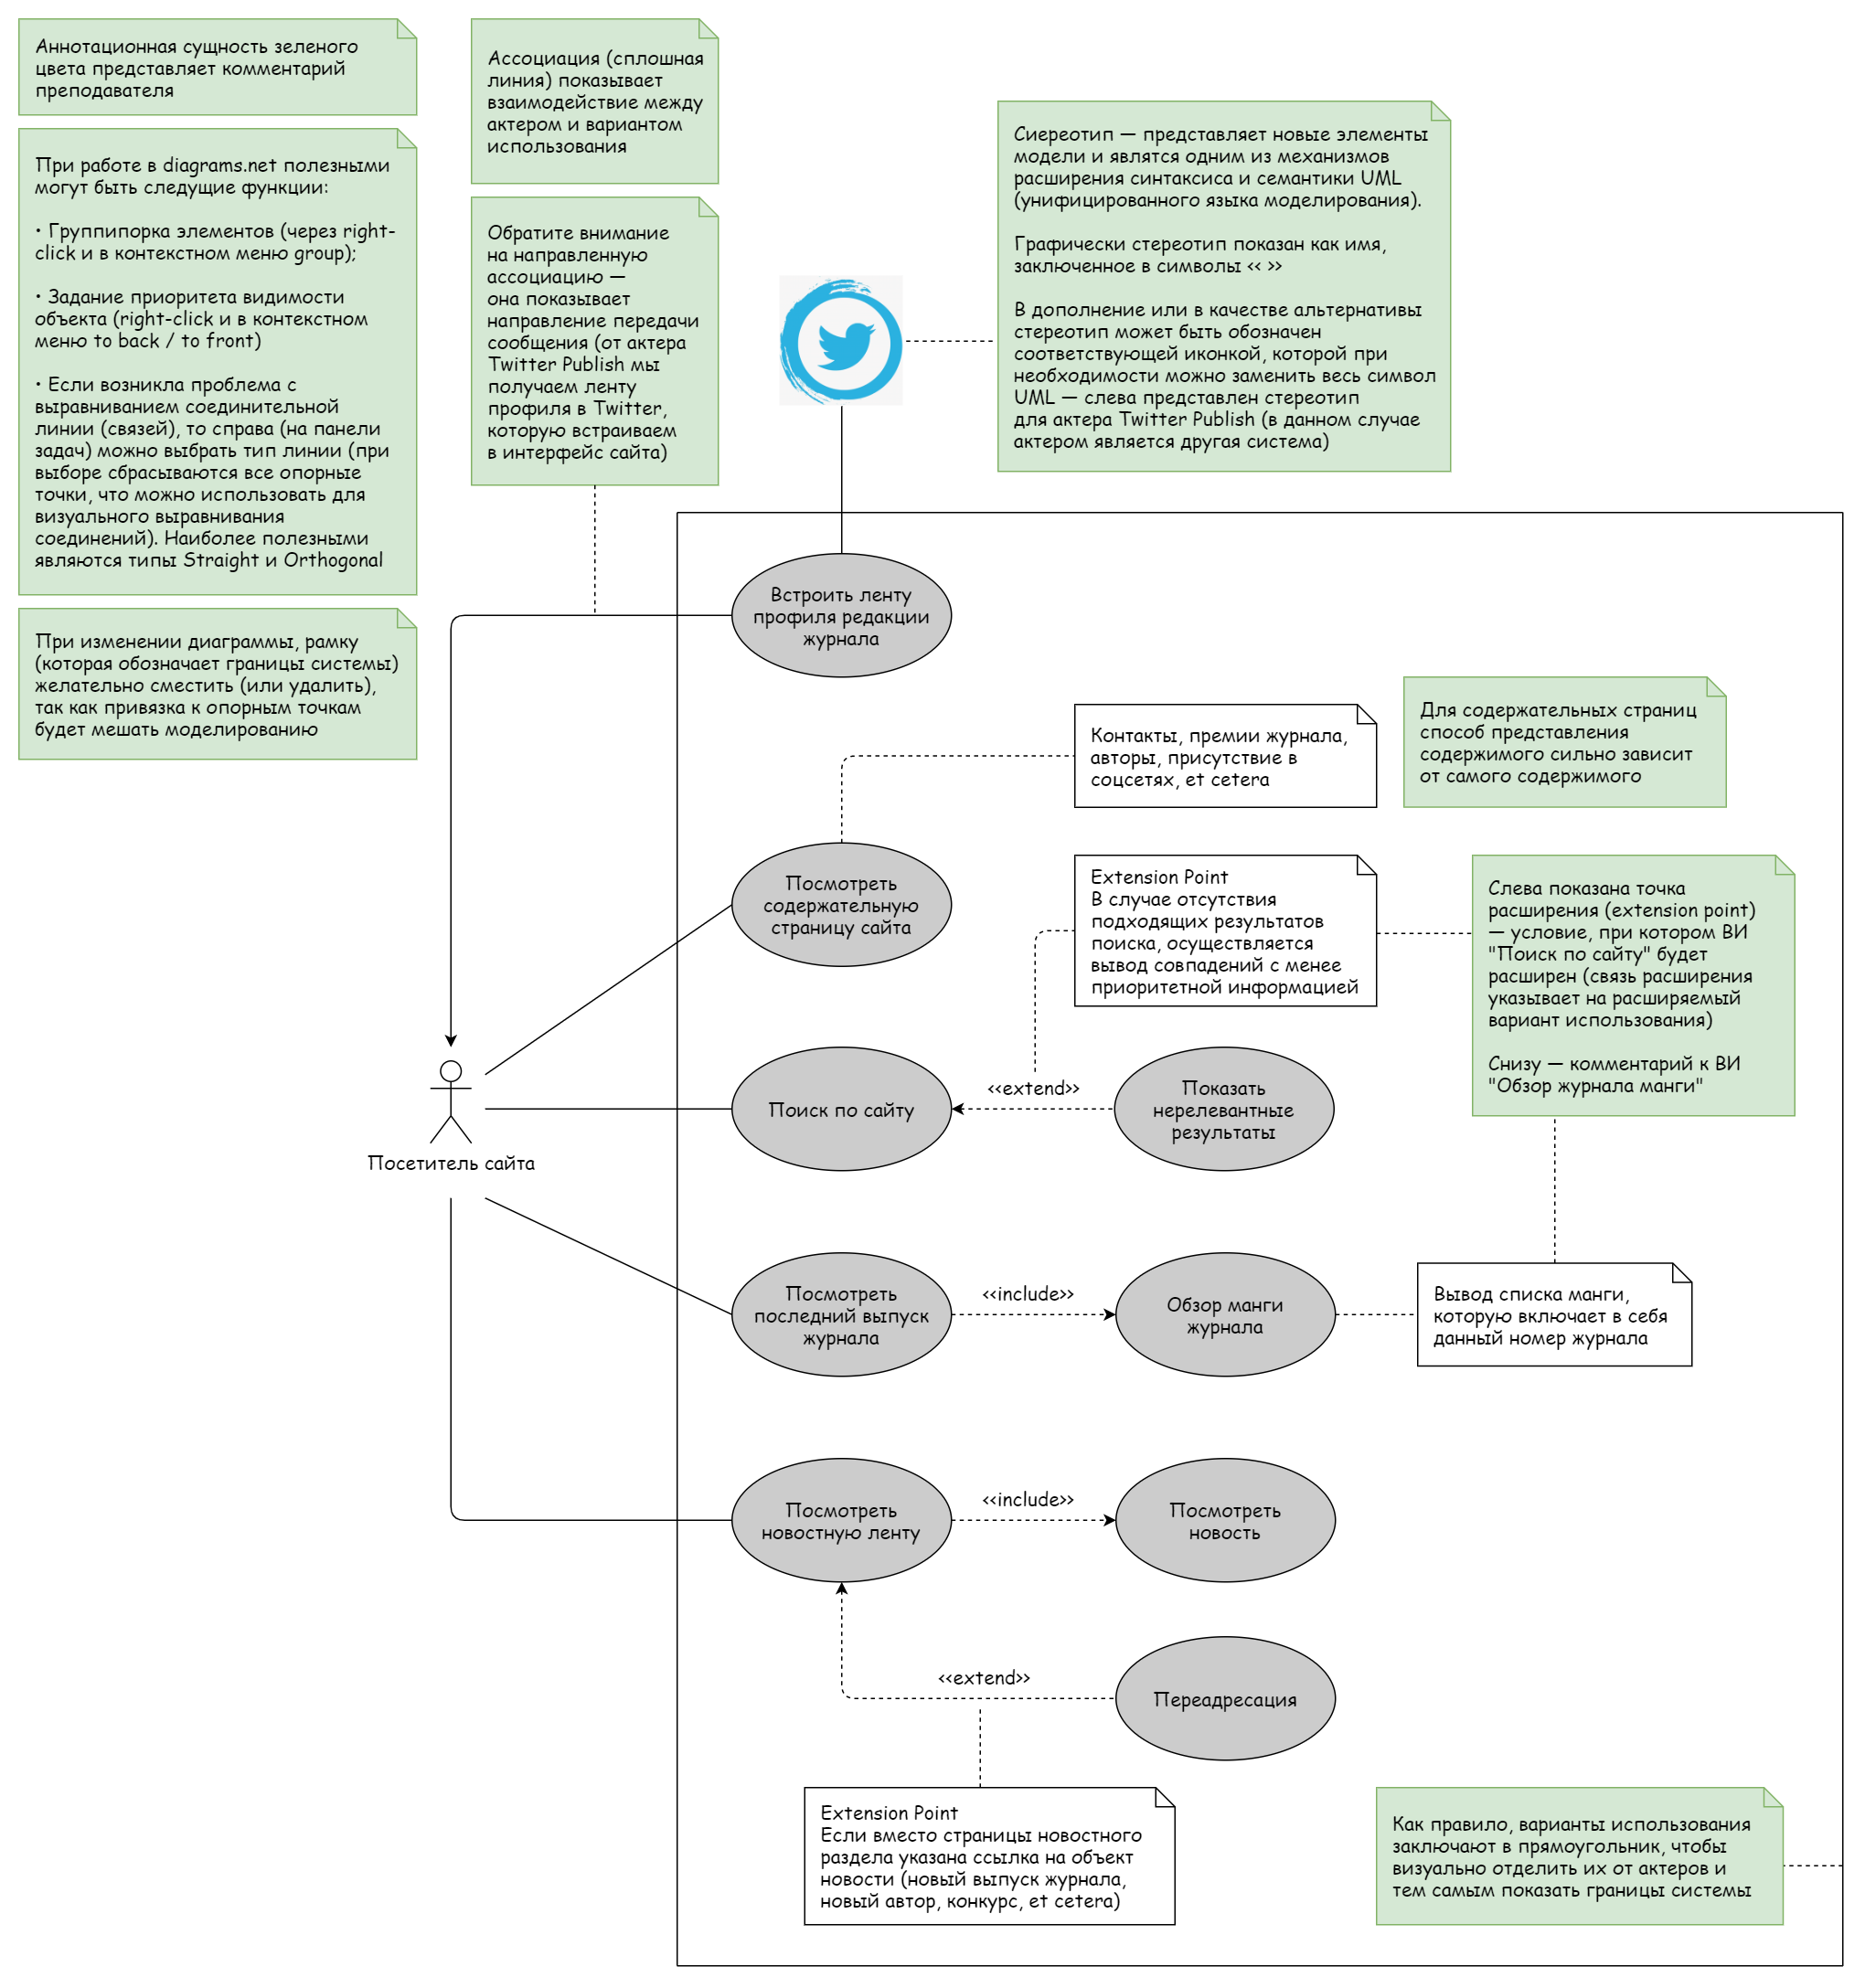 Аннотационная сущность зеленого
цвета представляет комментарий
преподавателя
При работе в diagrams.net полезными
могут быть следущие функции:
• Группипорка элементов (через right-
click и в контекстном меню group);
• Задание приоритета видимости
объекта (right-click и в контекстном
меню to back / to front)
• Если возникла проблема с
выравниванием соединительной
линии (связей), то справа (на панели
задач) можно выбрать тип линии (при
выборе сбрасываются все опорные
точки, что можно использовать для
визуального выравнивания
соединений). Наиболее полезными
являются типы Straight и Orthogonal
При изменении диаграммы, рамку
(которая обозначает границы системы)
желательно сместить (или удалить),
так как привязка к опорным точкам
будет мешать моделированию
Ассоциация (сплошная
линия) показывает
взаимодействие между
актером и вариантом
использования
Обратите внимание
на направленную
ассоциацию —
она показывает
направление передачи
сообщения (от актера
Twitter Publish мы
получаем ленту
профиля в Twitter,
которую встраиваем
в интерфейс сайта)
Сиереотип — представляет новые элементы
модели и являтся одним из механизмов
расширения синтаксиса и семантики UML
(унифицированного языка моделирования).
Графически стереотип показан как имя,
заключенное в символы << >>
В дополнение или в качестве альтернативы
стереотип может быть обозначен
соответствующей иконкой, которой при
необходимости можно заменить весь символ
UML — слева представлен стереотип
для актера Twitter Publish (в данном случае
актером является другая система)
Встроить ленту
профиля редакции
журнала
Контакты, премии журнала,
авторы, присутствие в
соцсетях, et cetera
Для содержательных страниц
способ представления
содержимого сильно зависит
от самого содержимого
Посмотреть
содержательную
страницу сайта
Extension Point
В случае отсутствия
подходящих результатов
поиска, осуществляется
вывод совпадений с менее
приоритетной информацией
Слева показана точка
расширения (extension point)
— условие, при котором ВИ
"Поиск по сайту" будет
расширен (связь расширения
указывает на расширяемый
вариант использования)
Снизу — комментарий к ВИ
"Обзор журнала манги"
Посетитель сайта
Поиск по сайту
<<extend>>
Показать
нерелевантные
результаты
Посмотреть
последний выпуск
журнала
<<include>>
Обзор манги
журнала
Вывод списка манги,
которую включает в себя
данный номер журнала
Посмотреть
новостную ленту
<<include>>
Посмотреть
новость
<<extend>>
Переадресация
Extension Point
Если вместо страницы новостного
раздела указана ссылка на объект
новости (новый выпуск журнала,
новый автор, конкурс, et cetera)
Как правило, варианты использования
заключают в прямоугольник, чтобы
визуально отделить их от актеров и
тем самым показать границы системы